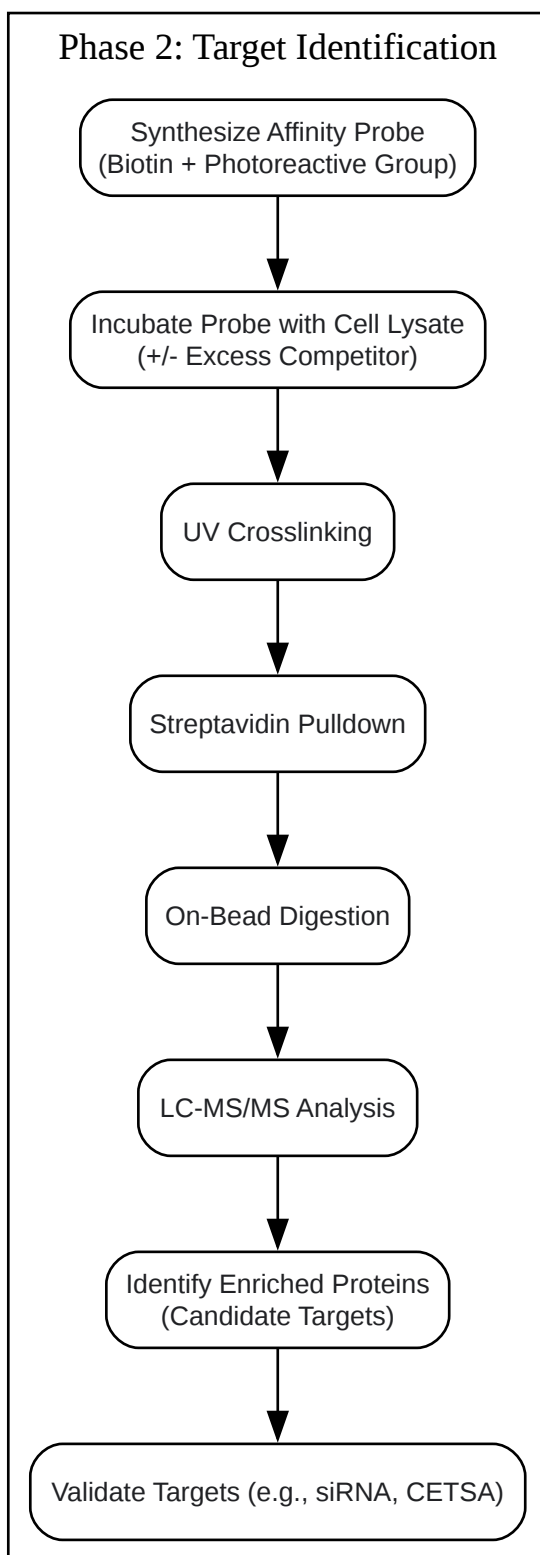 Phase 2: Target Identification
Synthesize Affinity Probe
(Biotin + Photoreactive Group)
Incubate Probe with Cell Lysate
(+/- Excess Competitor)
UV Crosslinking
Streptavidin Pulldown
On-Bead Digestion
LC-MS/MS Analysis
Identify Enriched Proteins
(Candidate Targets)
Validate Targets (e.g., siRNA, CETSA)